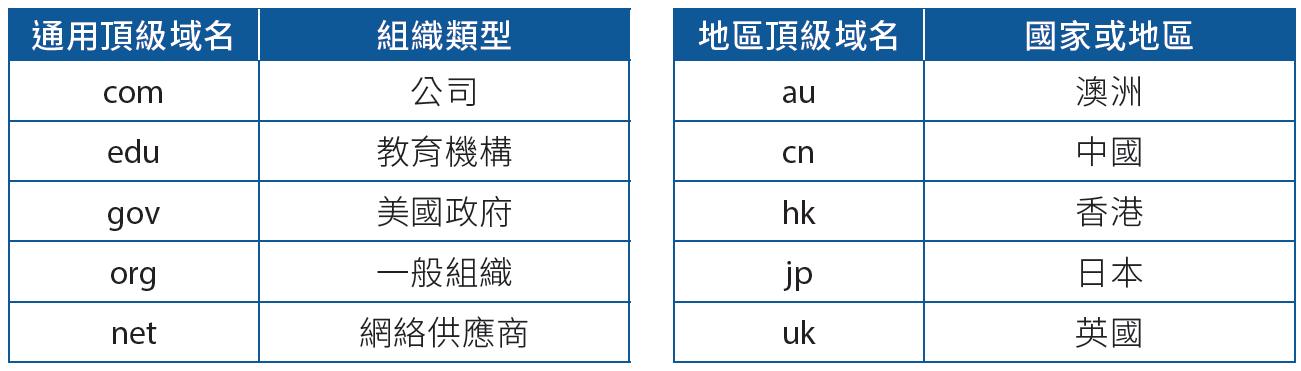 通用頂級域名 組織類型
com 公司
edu 教育機構
gov 美國政府
org 一般組織
net 網絡供應商
地區頂級域名 國家或地區
au 澳洲
cn 中國
hk 香港
jp 日本
uk 英國